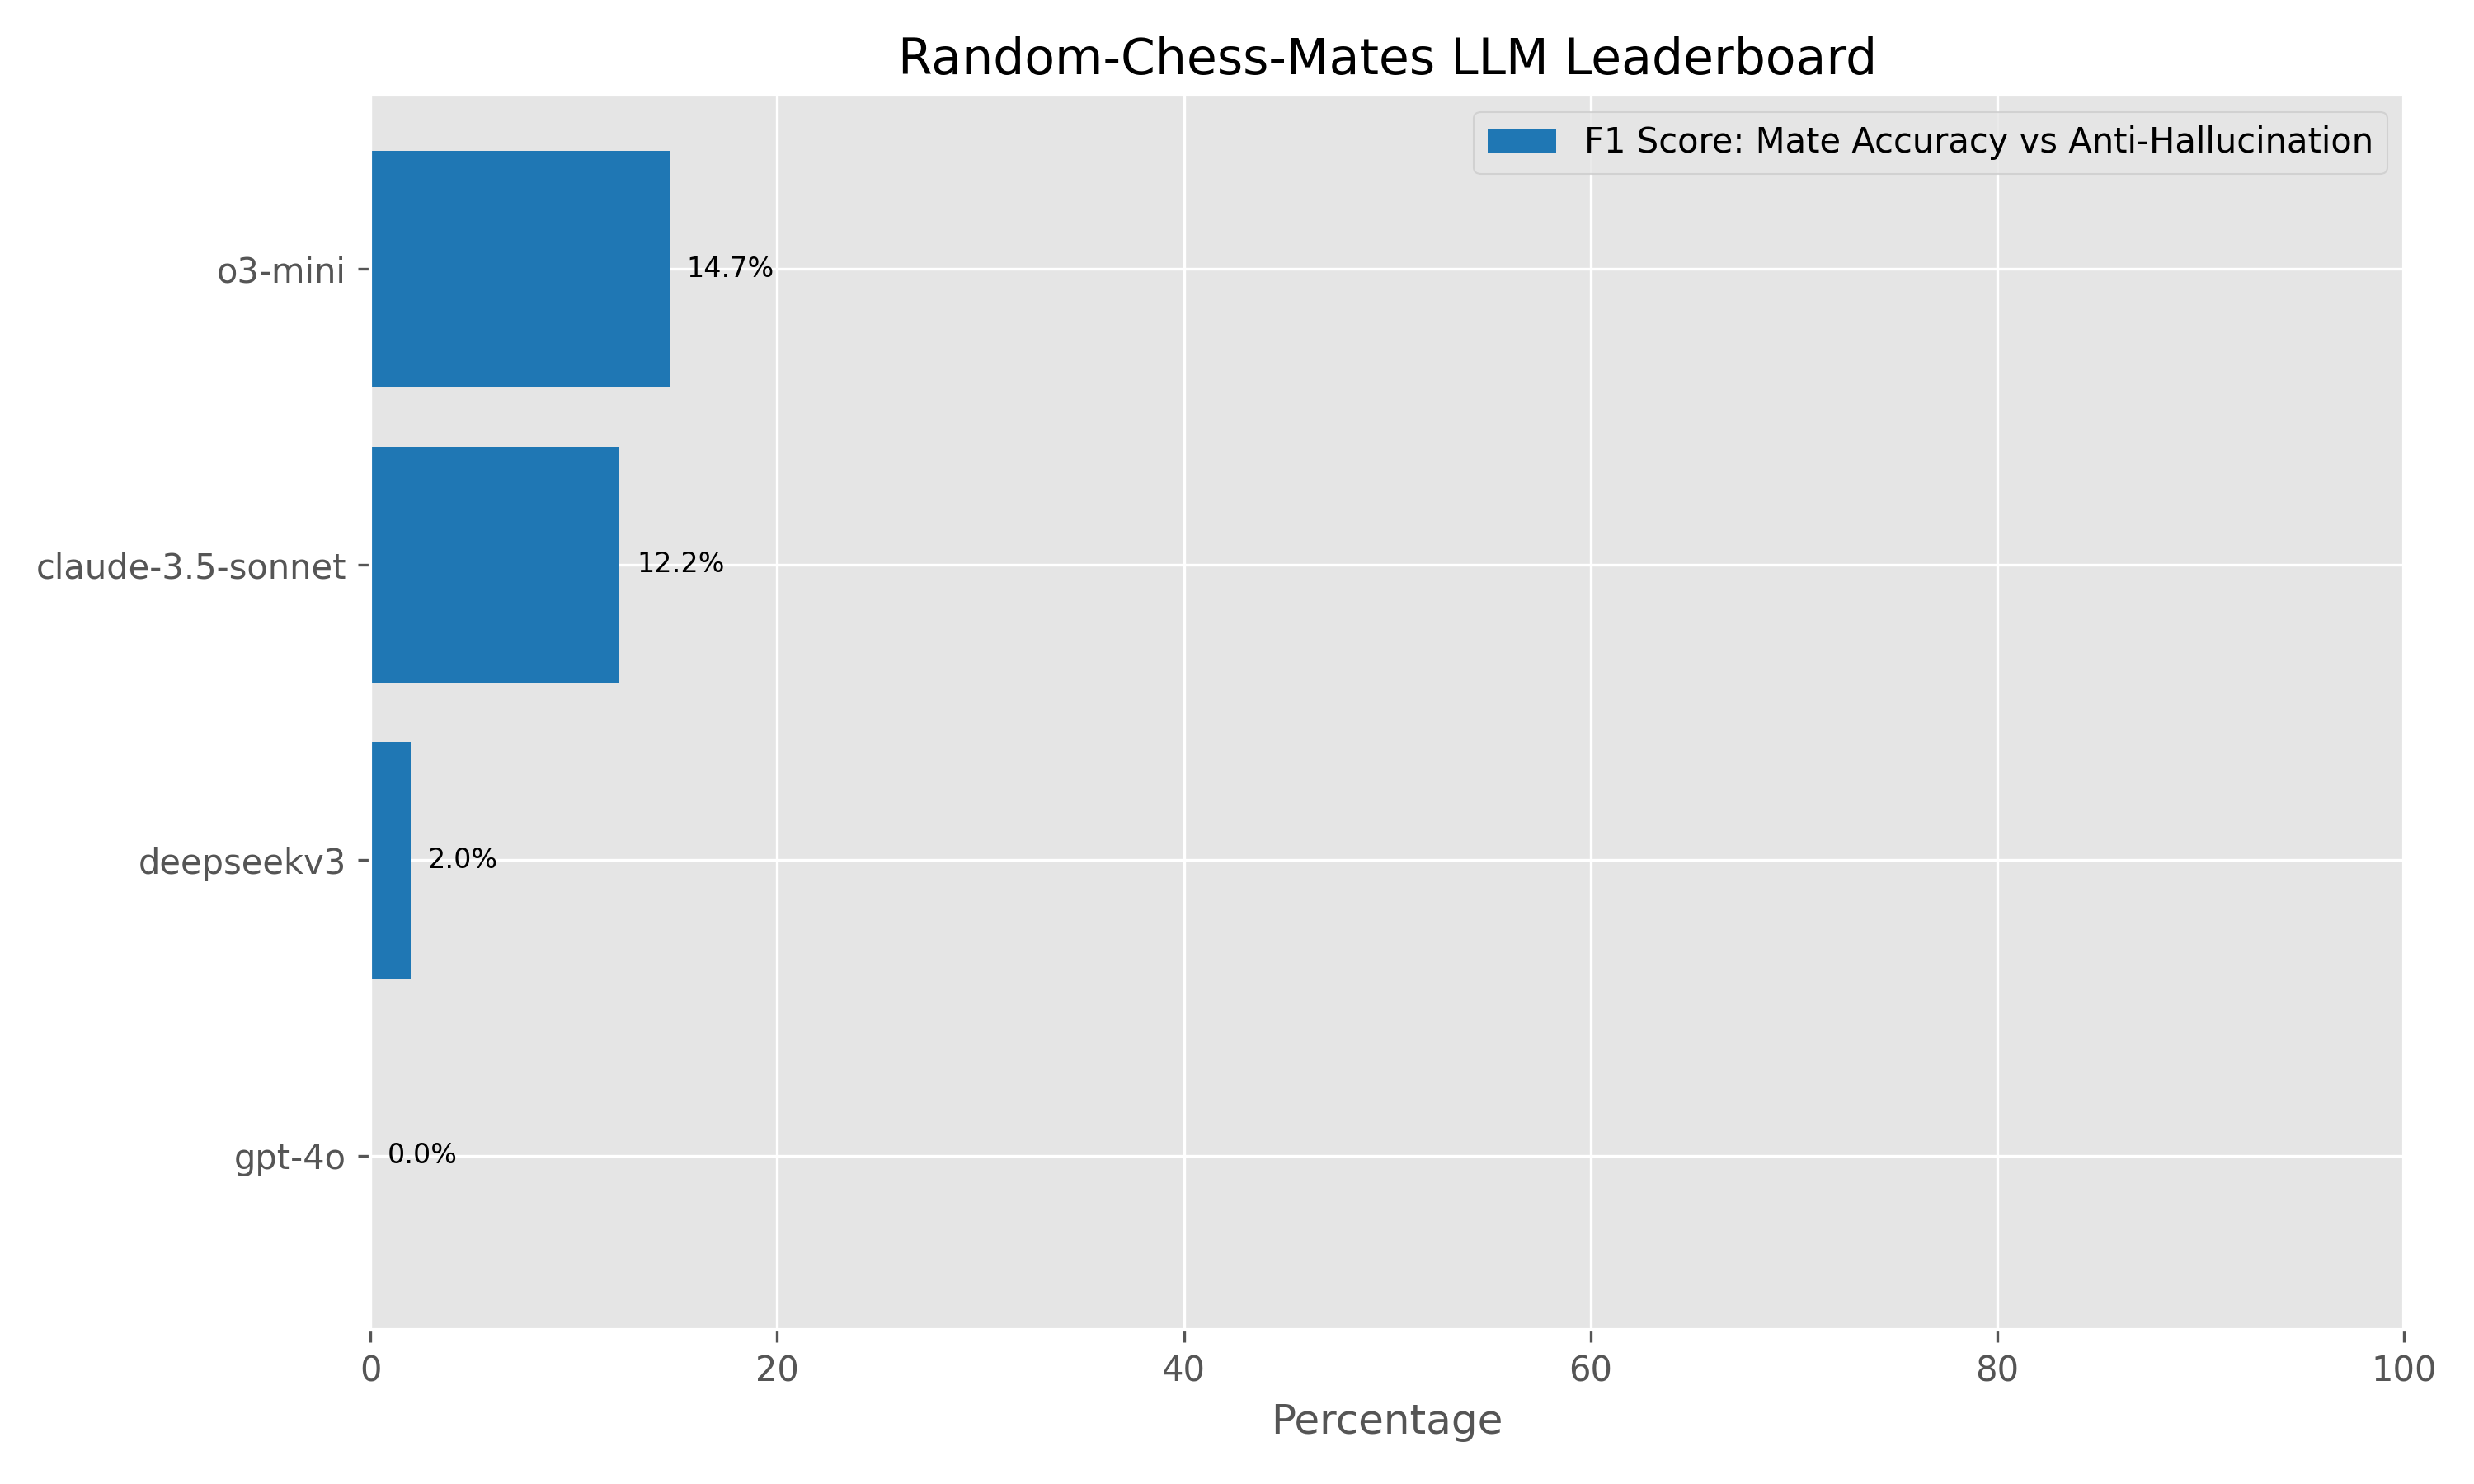 Random-Chess-Mates LLM Leaderboard
F1 Score: Mate Accuracy vs Anti-Hallucination
o3-mini
14.7%
claude-3.5-sonnet
12.2%
deepseekv3
2.0%
gpt-4o
0.0%
0 20 40 60 80 100
Percentage